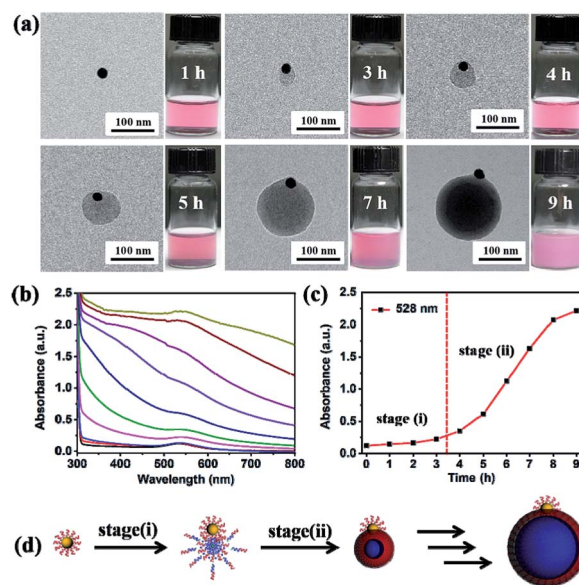 (a)
1 h
3 h
4 h
100 nm
100 nm
100 nm
5 h
7 h
9 h
100 nm
100 nm
100 nm
(b)
2.5
2.0
1.5
1.0
0.5
0.0
Absorbance (a.u.)
300 400 500 600 700 800
Wavelength (nm)
(c)
2.5
2.0
1.5
1.0
0.5
0.0
Absorbance (a.u.)
528 nm
stage (ii)
stage (i)
0 1 2 3 4 5 6 7 8 9
Time (h)
(d)
stage(i)
stage(ii)